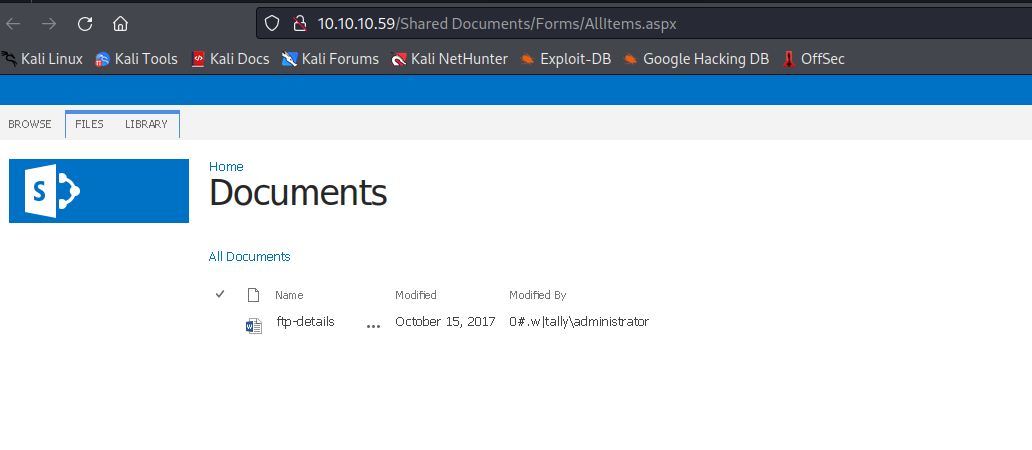 10.10.10.59/Shared Documents/Forms/AllItems.aspx
Kali Linux Kali Tools Kali Docs Kali Forums Kali NetHunter Exploit-DB Google Hacking DB OffSec
BROWSE FILES LIBRARY
S
Home
Documents
All Documents
Name Modified Modified By
ftp-details ... October 15, 2017 0#.w|tally\administrator